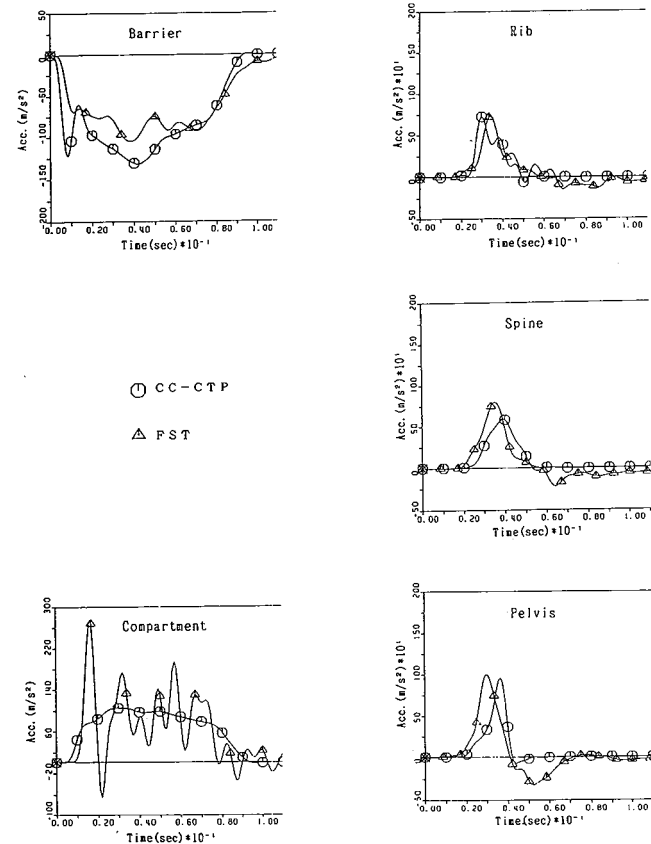 Barrier
Acc. (m/s²)
50
0
-50
-100
-150
-200
0.00 0.20 0.40 0.60 0.80 1.00
Time(sec)*10⁻¹
Rib
Acc. (m/s²)*10¹
200
150
100
50
0
-50
0.00 0.20 0.40 0.60 0.80 1.00
Time(sec)*10⁻¹
CC-CTP
FST
Spine
Acc. (m/s²)*10¹
200
150
100
50
0
-50
0.00 0.20 0.40 0.60 0.80 1.00
Time(sec)*10⁻¹
Compartment
Acc. (m/s²)
300
220
140
60
-20
-100
0.00 0.20 0.40 0.60 0.80 1.00
Time(sec)*10⁻¹
Pelvis
Acc. (m/s²)*10¹
200
150
100
50
0
-50
0.00 0.20 0.40 0.60 0.80 1.00
Time(sec)*10⁻¹